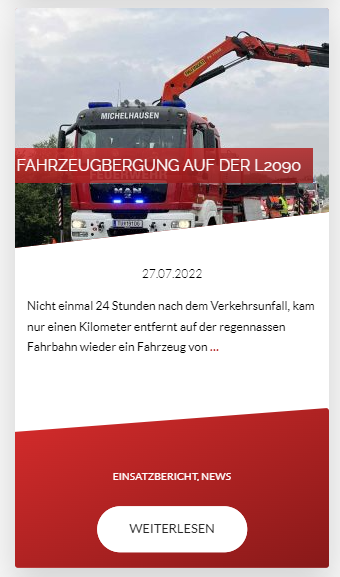 MICHELHAUSEN
FAHRZEUGBERGUNG AUF DER L2090
FEUERWEHR
MAN
27.07.2022
Nicht einmal 24 Stunden nach dem Verkehrsunfall, kam
nur einen Kilometer entfernt auf der regennassen
Fahrbahn wieder ein Fahrzeug von ...
EINSATZBERICHT, NEWS
WEITERLESEN